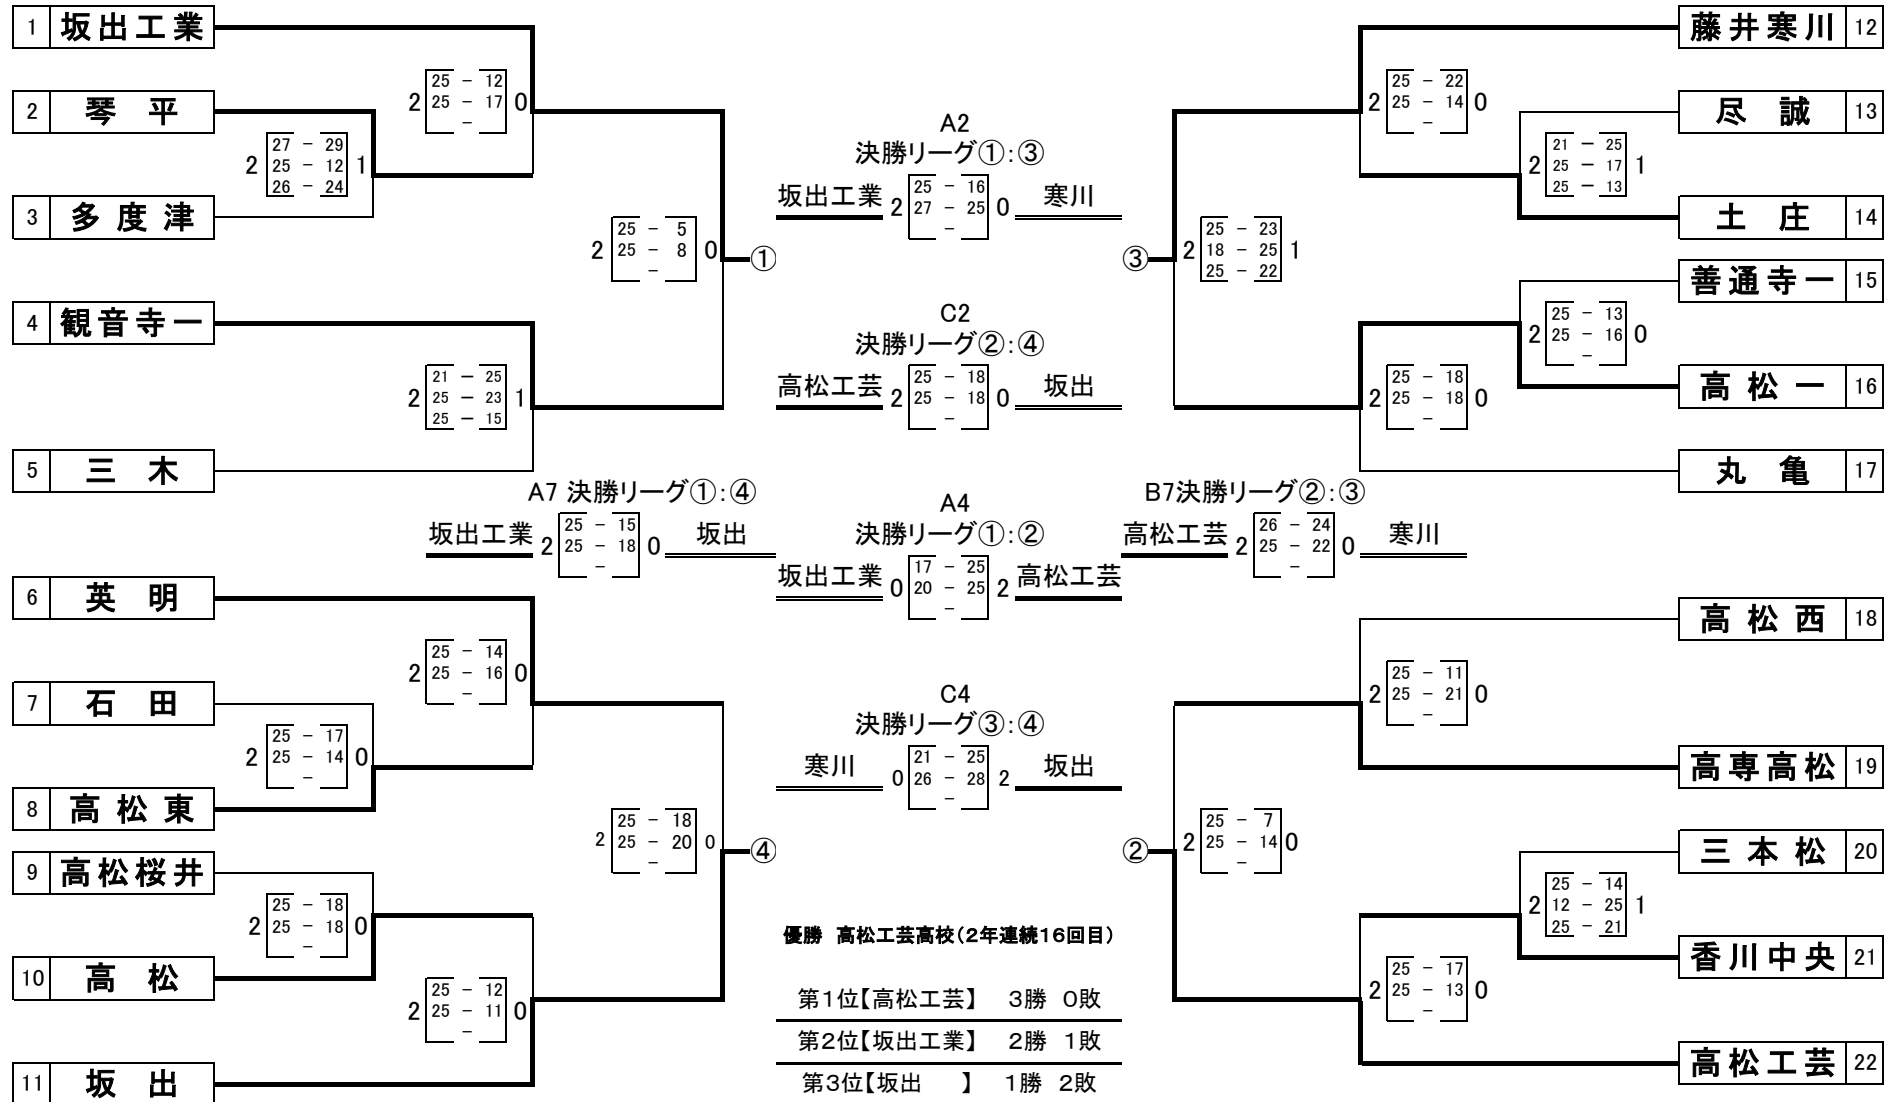 1 坂出工業
2 琴 平
3 多度津
4 観音寺一
5 三 木
6 英 明
7 石 田
8 高松東
9 高松桜井
10 高 松
11 坂 出
2 27 - 29 1
25 - 12
26 - 24
2 25 - 12 0
25 - 17
-
2 21 - 25 1
25 - 23
25 - 15
2 25 - 5 0
25 - 8
-
①
2 25 - 17 0
25 - 14
-
2 25 - 14 0
25 - 16
-
2 25 - 18 0
25 - 18
-
2 25 - 12 0
25 - 11
-
2 25 - 18 0
25 - 20
-
④
A2
決勝リーグ①:③
坂出工業 2 25 - 16 0 寒川
27 - 25
-
C2
決勝リーグ②:④
高松工芸 2 25 - 18 0 坂出
25 - 18
-
A7 決勝リーグ①:④
坂出工業 2 25 - 15 0 坂出
25 - 18
-
A4
決勝リーグ①:②
坂出工業 0 17 - 25 2 高松工芸
20 - 25
-
B7決勝リーグ②:③
高松工芸 2 26 - 24 0 寒川
25 - 22
-
C4
決勝リーグ③:④
寒川 0 21 - 25 2 坂出
26 - 28
-
優勝 高松工芸高校(2年連続16回目)
第1位【高松工芸】 3勝 0敗
第2位【坂出工業】 2勝 1敗
第3位【坂出 】 1勝 2敗
③
2 25 - 23 1
18 - 25
25 - 22
2 25 - 22 0
25 - 14
-
2 21 - 25 1
25 - 17
25 - 13
2 25 - 13 0
25 - 16
-
2 25 - 18 0
25 - 18
-
②
2 25 - 7 0
25 - 14
-
2 25 - 11 0
25 - 21
-
2 25 - 14 1
12 - 25
25 - 21
2 25 - 17 0
25 - 13
-
藤井寒川 12
尽 誠 13
土 庄 14
善通寺一 15
高松一 16
丸 亀 17
高松西 18
高専高松 19
三本松 20
香川中央 21
高松工芸 22